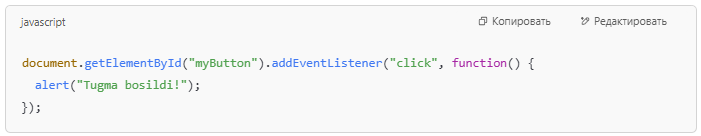 javascript Копировать Редактировать
document.getElementById("myButton").addEventListener("click", function() {
  alert("Tugma bosildi!");
});